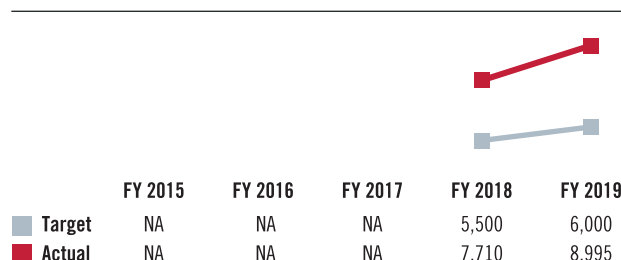 FY 2015 FY 2016 FY 2017 FY 2018 FY 2019
Target NA NA NA 5,500 6,000
Actual NA NA NA 7,710 8,995